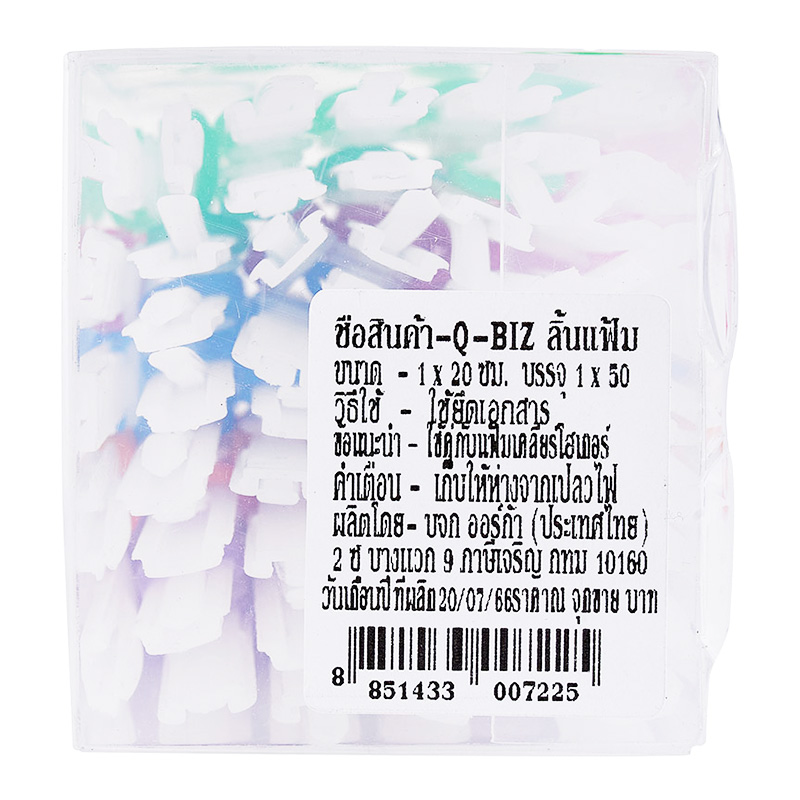 ชื่อสินค้า-Q-BIZ ลิ้นแฟ้ม
ขนาด - 1 x 20 ซม. บรรจุ 1 x 50
วิธีใช้ - ใช้ยึดเอกสาร
ข้อแนะนำ - ใช้คู่กับแฟ้มเคลียร์โฮเกอร์
คำเตือน - เก็บให้ห่างจากเปลวไฟ
ผลิตโดย- บจก ออร์ก้า (ประเทศไทย)
2 ซ บางแวก 9 ภาษีเจริญ กทม 10160
วันเดือนปีที่ผลิต20/07/66ราคาณ จุดขาย บาท
8 851433 007225